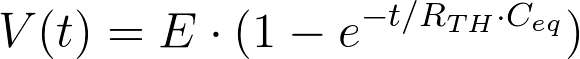 V(t) = E · (1 − e^{−t/R_{TH}·C_{eq}})